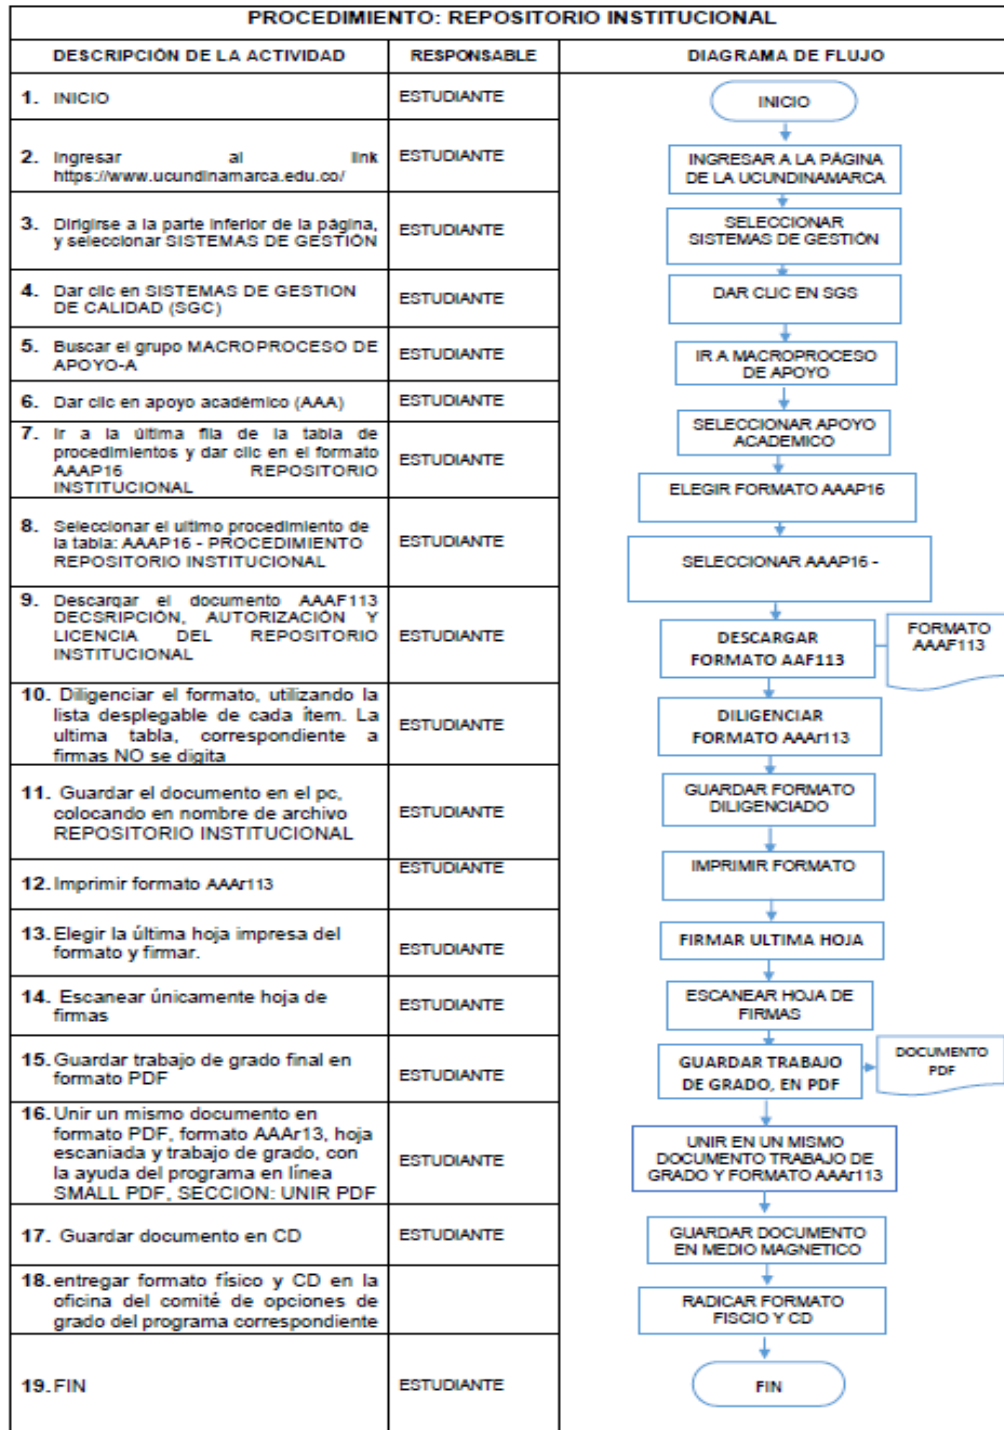 PROCEDIMIENTO: REPOSITORIO INSTITUCIONAL
DESCRIPCIÓN DE LA ACTIVIDAD
RESPONSABLE
DIAGRAMA DE FLUJO
1. INICIO
ESTUDIANTE
INICIO
2. Ingresar al link
https://www.ucundinamarca.edu.co/
ESTUDIANTE
INGRESAR A LA PÁGINA
DE LA UCUNDINAMARCA
3. Dirigirse a la parte inferior de la página,
y seleccionar SISTEMAS DE GESTIÓN
ESTUDIANTE
SELECCIONAR
SISTEMAS DE GESTIÓN
4. Dar clic en SISTEMAS DE GESTION
DE CALIDAD (SGC)
ESTUDIANTE
DAR CLIC EN SGS
5. Buscar el grupo MACROPROCESO DE
APOYO-A
ESTUDIANTE
IR A MACROPROCESO
DE APOYO
6. Dar clic en apoyo académico (AAA)
ESTUDIANTE
SELECCIONAR APOYO
ACADEMICO
7. Ir a la última fila de la tabla de
procedimientos y dar clic en el formato
AAAP16 REPOSITORIO
INSTITUCIONAL
ESTUDIANTE
ELEGIR FORMATO AAAP16
8. Seleccionar el ultimo procedimiento de
la tabla: AAAP16 - PROCEDIMIENTO
REPOSITORIO INSTITUCIONAL
ESTUDIANTE
SELECCIONAR AAAP16 -
9. Descargar el documento AAAF113
DECSRIPCIÓN, AUTORIZACIÓN Y
LICENCIA DEL REPOSITORIO
INSTITUCIONAL
ESTUDIANTE
DESCARGAR
FORMATO AAF113
FORMATO
AAAF113
10. Diligenciar el formato, utilizando la
lista desplegable de cada ítem. La
ultima tabla, correspondiente a
firmas NO se digita
ESTUDIANTE
DILIGENCIAR
FORMATO AAAr113
11. Guardar el documento en el pc,
colocando en nombre de archivo
REPOSITORIO INSTITUCIONAL
ESTUDIANTE
GUARDAR FORMATO
DILIGENCIADO
12. Imprimir formato AAAr113
ESTUDIANTE
IMPRIMIR FORMATO
13. Elegir la última hoja impresa del
formato y firmar.
ESTUDIANTE
FIRMAR ULTIMA HOJA
14. Escanear únicamente hoja de
firmas
ESTUDIANTE
ESCANEAR HOJA DE
FIRMAS
15. Guardar trabajo de grado final en
formato PDF
ESTUDIANTE
GUARDAR TRABAJO
DE GRADO, EN PDF
DOCUMENTO
PDF
16. Unir un mismo documento en
formato PDF, formato AAAr13, hoja
escaniada y trabajo de grado, con
la ayuda del programa en línea
SMALL PDF, SECCION: UNIR PDF
ESTUDIANTE
UNIR EN UN MISMO
DOCUMENTO TRABAJO DE
GRADO Y FORMATO AAAr113
17. Guardar documento en CD
ESTUDIANTE
GUARDAR DOCUMENTO
EN MEDIO MAGNETICO
18. entregar formato físico y CD en la
oficina del comité de opciones de
grado del programa correspondiente
RADICAR FORMATO
FISCIO Y CD
19. FIN
ESTUDIANTE
FIN